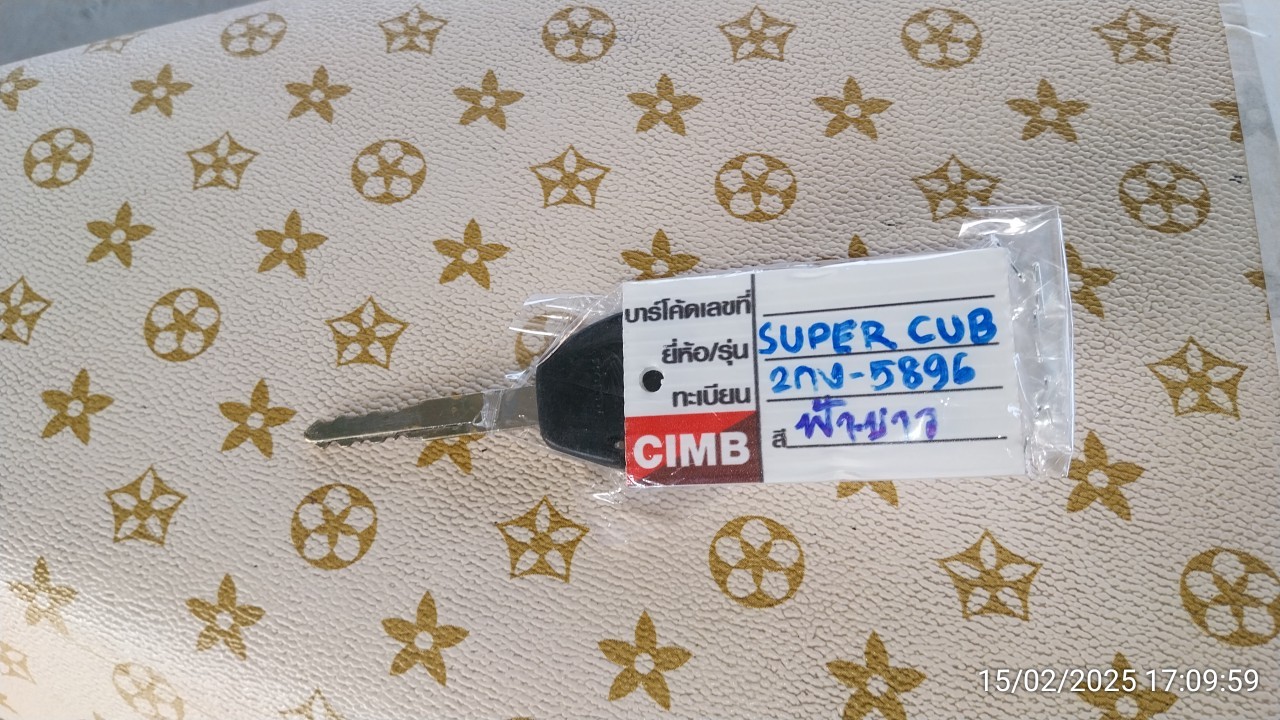 บาร์โค้ดเลขที่
ยี่ห้อ/รุ่น SUPER CUB
ทะเบียน 2กข-5896
สี ฟ้า-ขาว
CIMB
15/02/2025 17:09:59